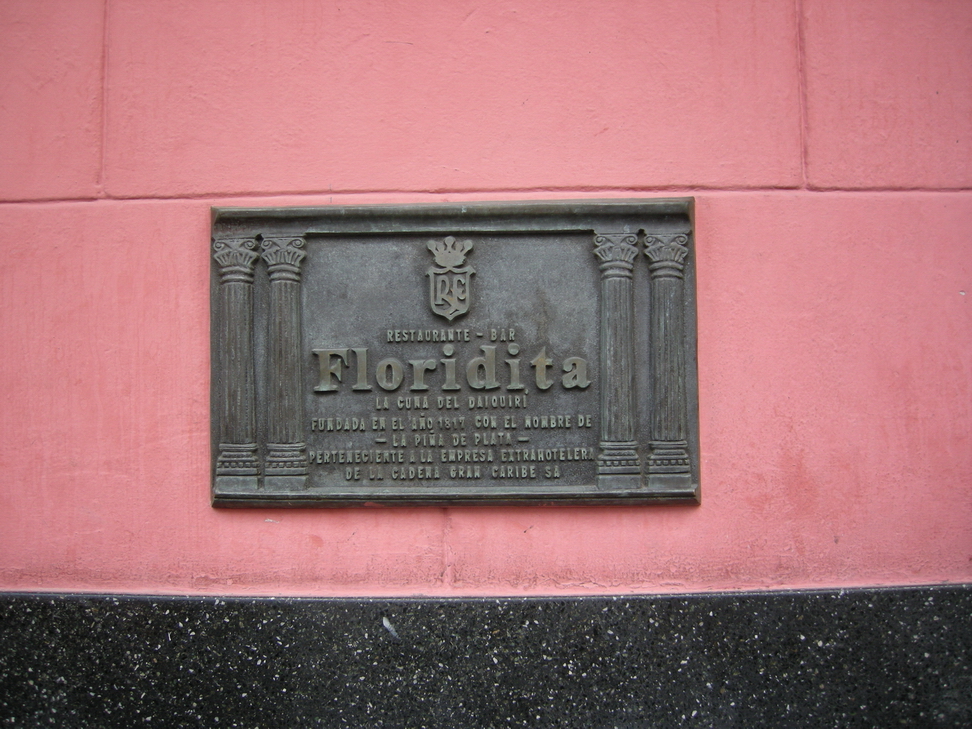 RF
RESTAURANTE - BAR
Floridita
LA CUNA DEL DAIQUIRI
FUNDADA EN EL AÑO 1817 CON EL NOMBRE DE
- LA PIÑA DE PLATA -
PERTENECIENTE A LA EMPRESA EXTRAHOTELERA
DE LA CADENA GRAN CARIBE SA